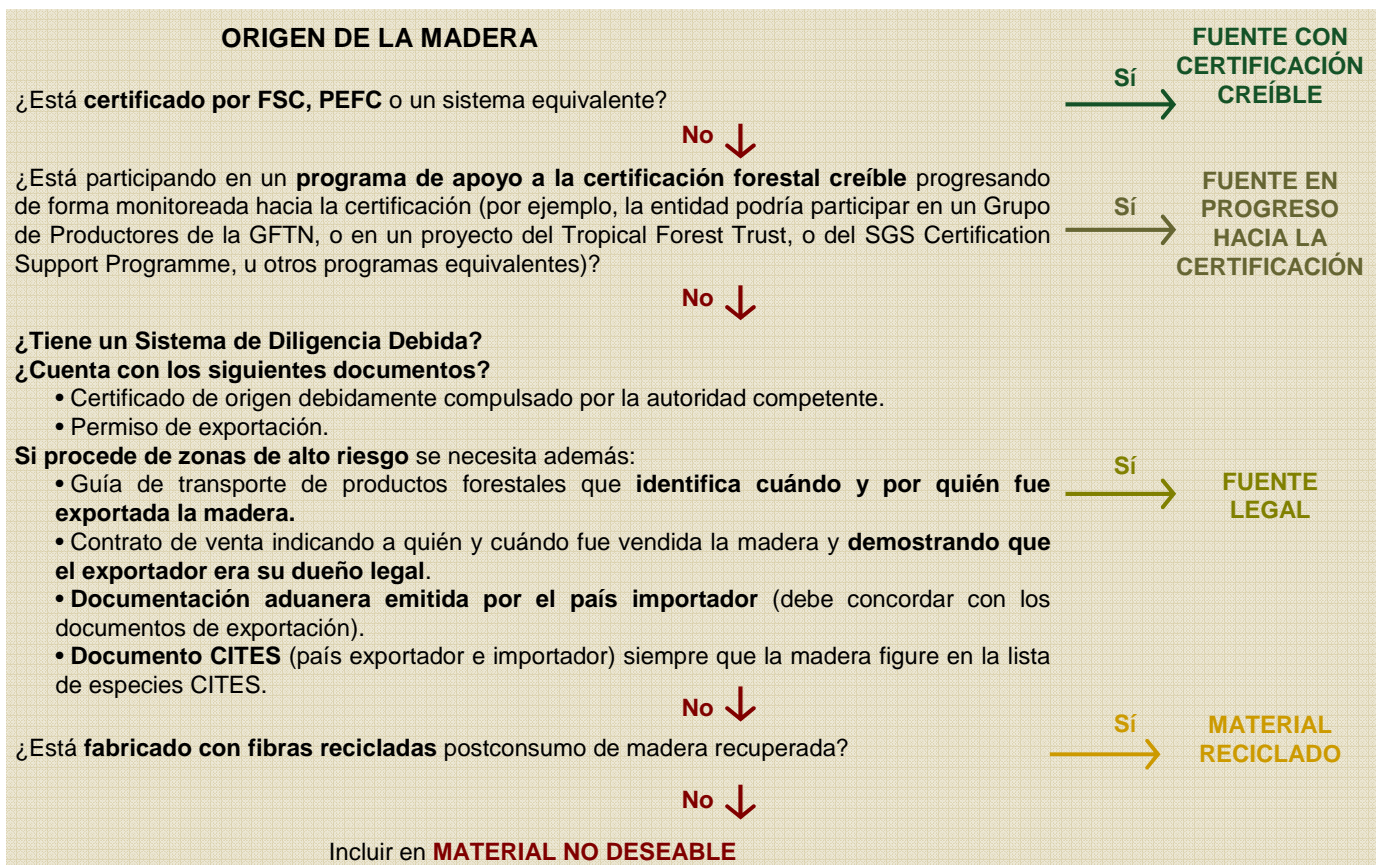 ORIGEN DE LA MADERA
¿Está certificado por FSC, PEFC o un sistema equivalente?
Sí
FUENTE CON
CERTIFICACIÓN
CREÍBLE
No
¿Está participando en un programa de apoyo a la certificación forestal creíble progresando
de forma monitoreada hacia la certificación (por ejemplo, la entidad podría participar en un Grupo
de Productores de la GFTN, o en un proyecto del Tropical Forest Trust, o del SGS Certification
Support Programme, u otros programas equivalentes)?
Sí
FUENTE EN
PROGRESO
HACIA LA
CERTIFICACIÓN
No
¿Tiene un Sistema de Diligencia Debida?
¿Cuenta con los siguientes documentos?
• Certificado de origen debidamente compulsado por la autoridad competente.
• Permiso de exportación.
Si procede de zonas de alto riesgo se necesita además:
• Guía de transporte de productos forestales que identifica cuándo y por quién fue
exportada la madera.
• Contrato de venta indicando a quién y cuándo fue vendida la madera y demostrando que
el exportador era su dueño legal.
• Documentación aduanera emitida por el país importador (debe concordar con los
documentos de exportación).
• Documento CITES (país exportador e importador) siempre que la madera figure en la lista
de especies CITES.
Sí
FUENTE
LEGAL
No
¿Está fabricado con fibras recicladas postconsumo de madera recuperada?
Sí
MATERIAL
RECICLADO
No
Incluir en MATERIAL NO DESEABLE